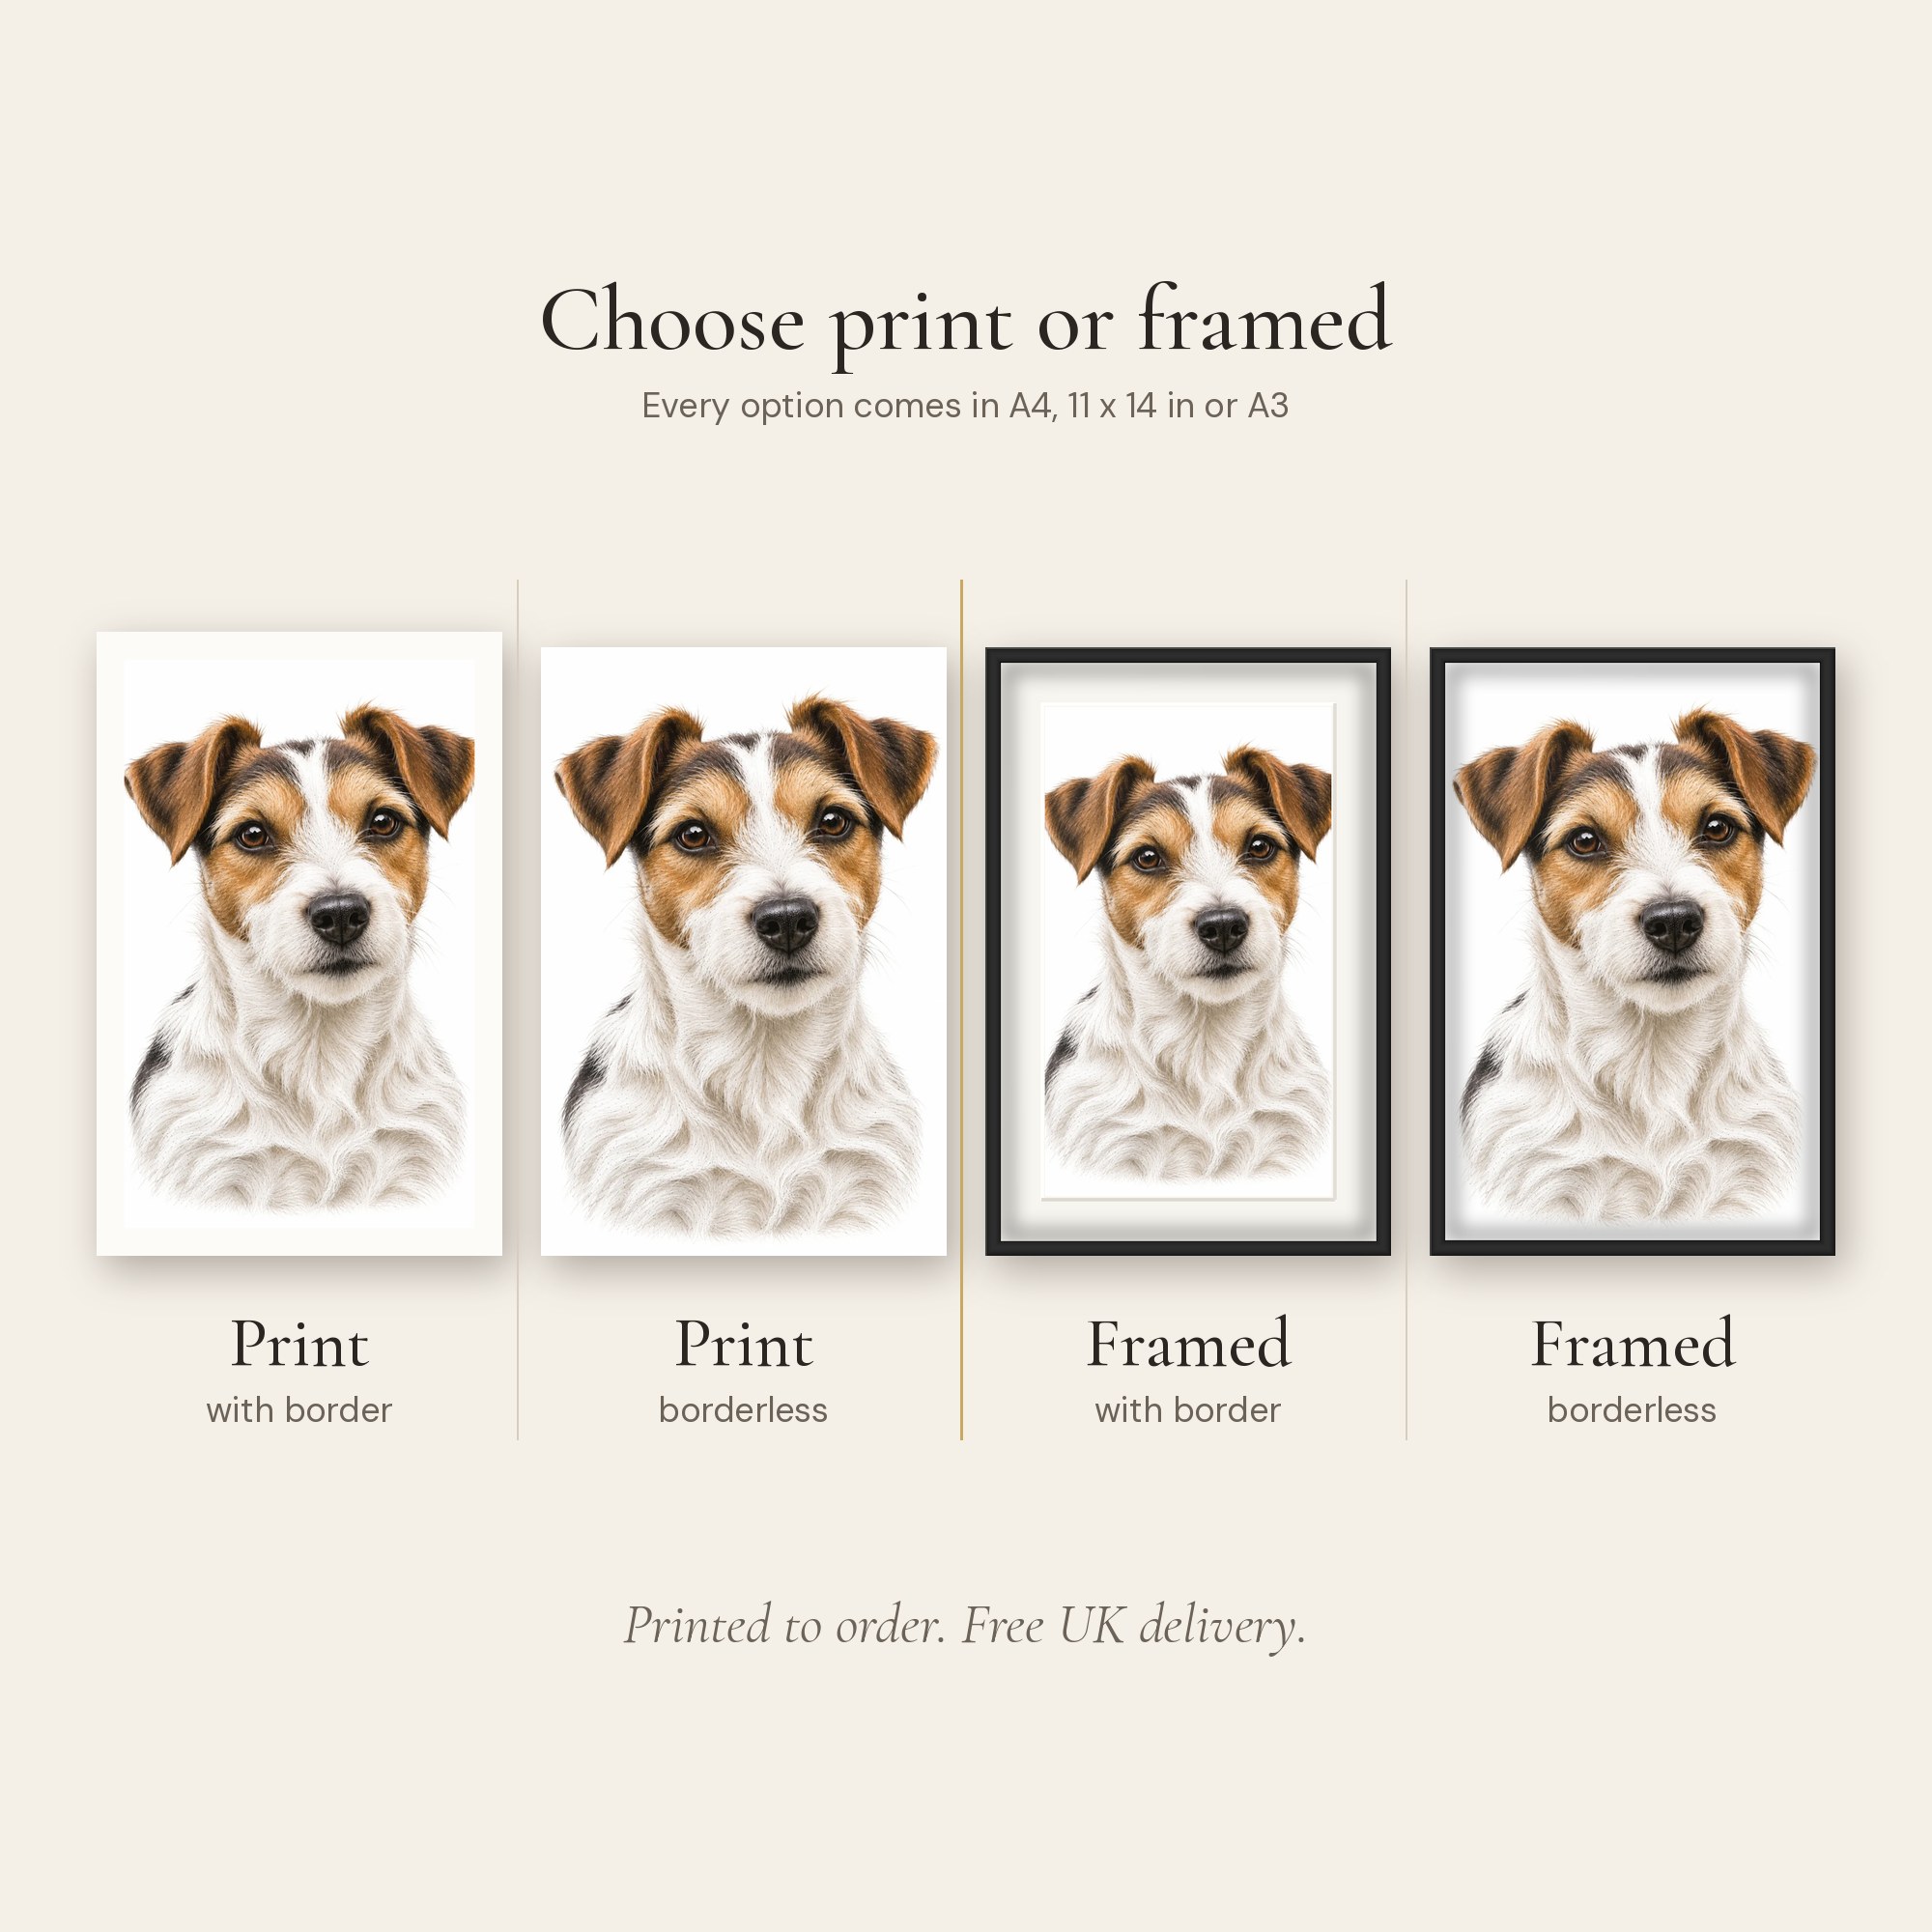 Choose print or framed
Every option comes in A4, 11 x 14 in or A3
Print
with border
Print
borderless
Framed
with border
Framed
borderless
Printed to order. Free UK delivery.